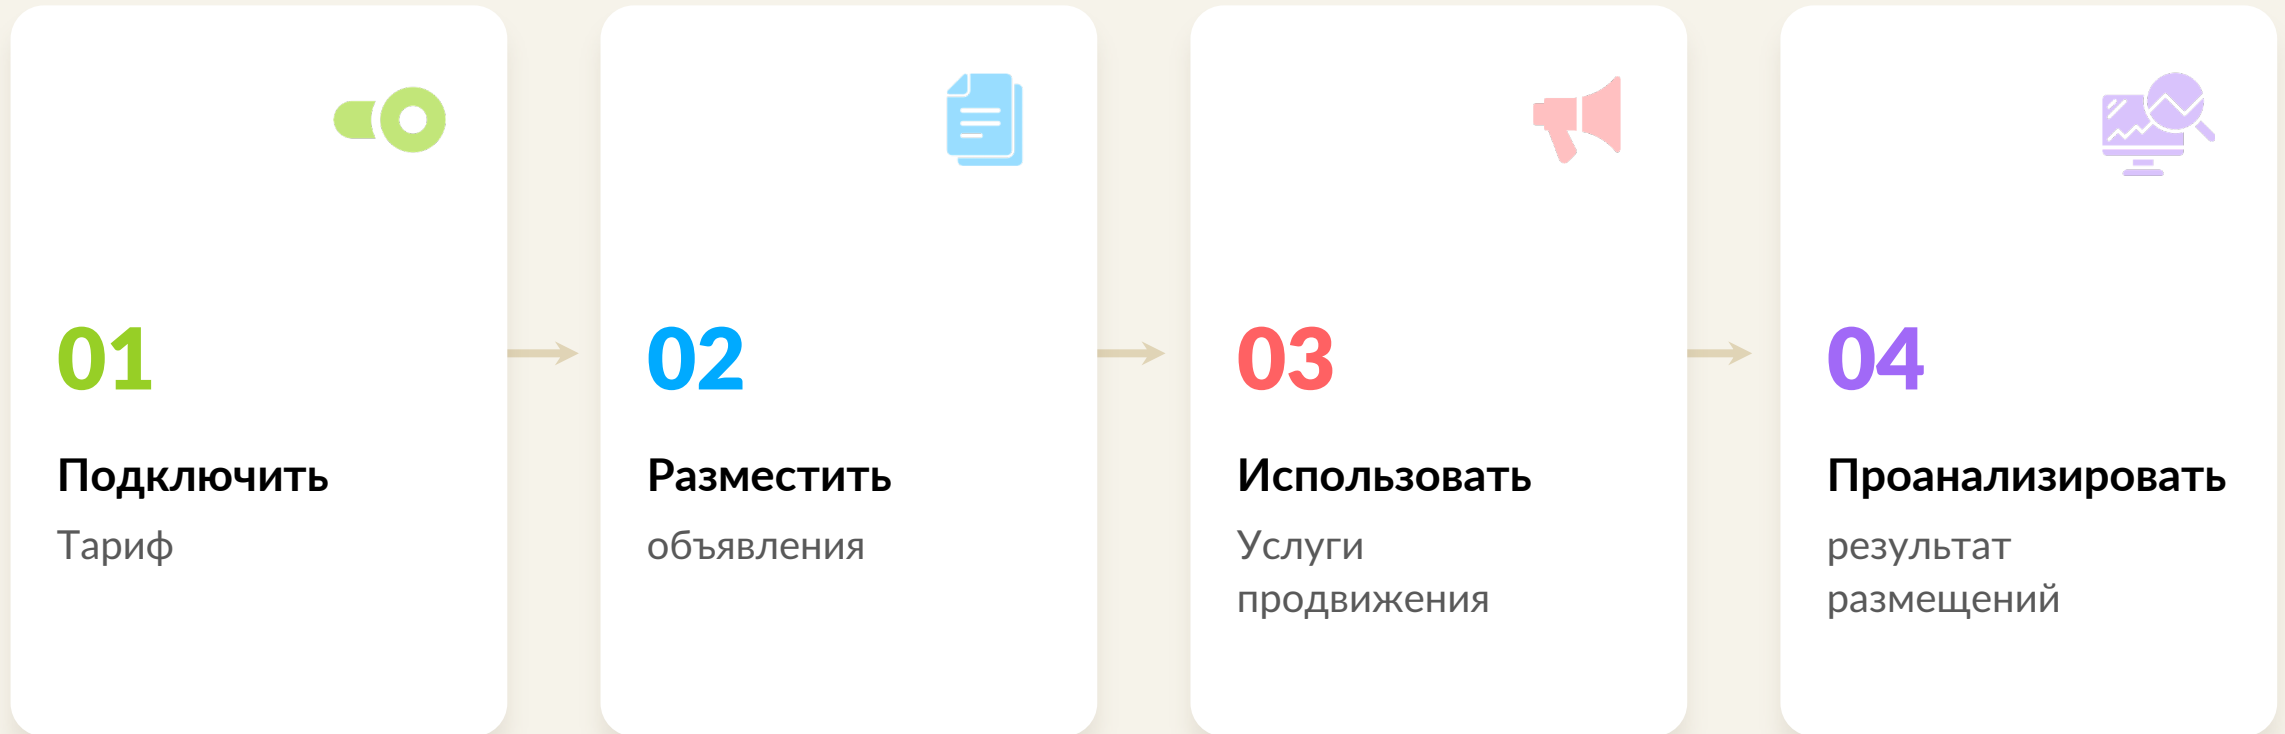 01
Подключить
Тариф
02
Разместить
объявления
03
Использовать
Услуги
продвижения
04
Проанализировать
результат
размещений